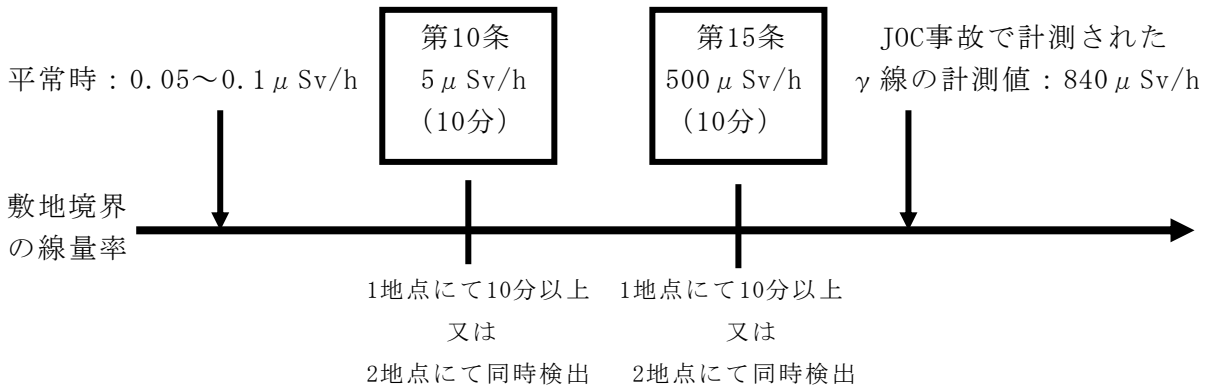 平常時：0.05～0.1μSv/h
第10条
5μSv/h
（10分）
第15条
500μSv/h
（10分）
JOC事故で計測された
γ線の計測値：840μSv/h
敷地境界
の線量率
1地点にて10分以上
又は
2地点にて同時検出
1地点にて10分以上
又は
2地点にて同時検出